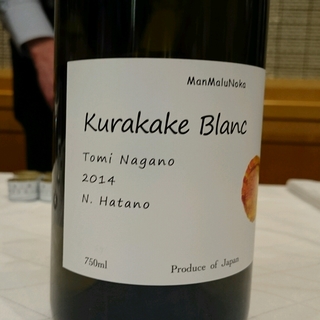 ManMaluNoka
Kurakake Blanc
Tomi Nagano
2014
N. Hatano
750ml
Produce of Japan